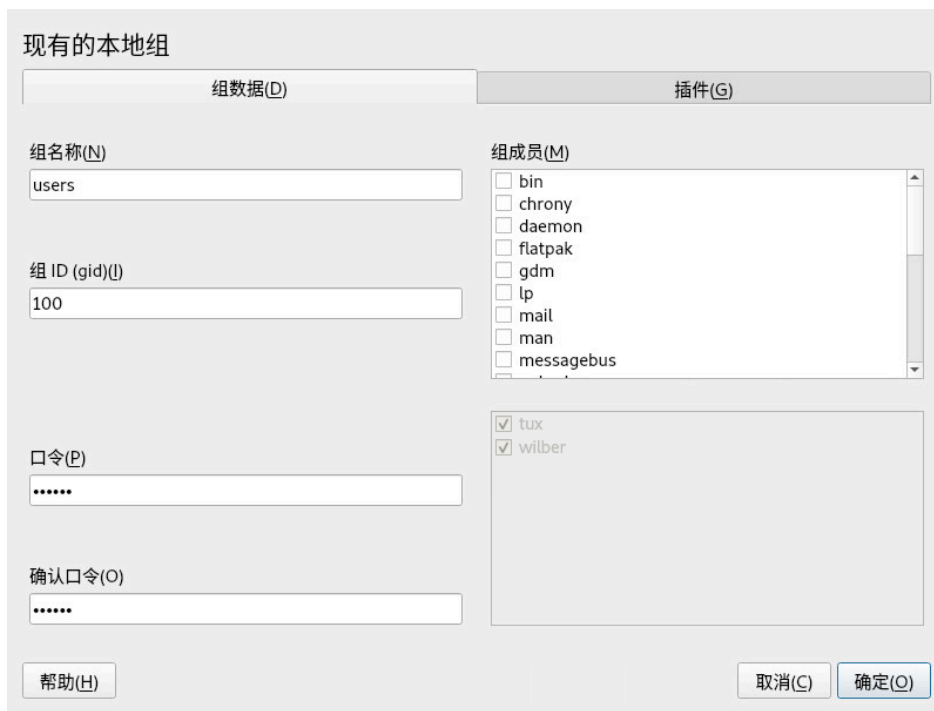 现有的本地组
组数据(D)
插件(G)
组名称(N)
users
组 ID (gid)(I)
100
口令(P)
••••••
确认口令(O)
••••••
组成员(M)
bin
chrony
daemon
flatpak
gdm
lp
mail
man
messagebus
tux
wilber
帮助(H)
取消(C)
确定(O)